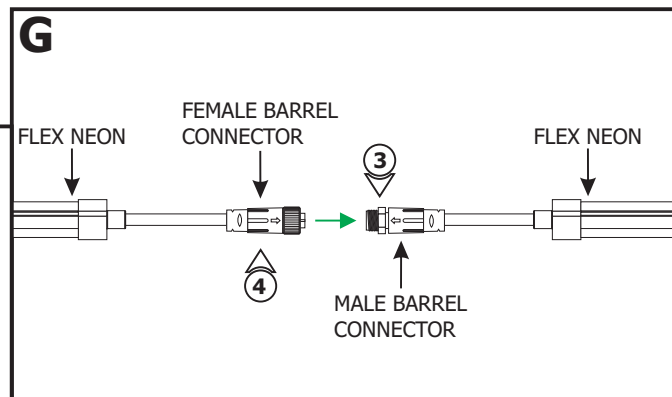 G
FLEX NEON
FEMALE BARREL
CONNECTOR
3
FLEX NEON
4
MALE BARREL
CONNECTOR